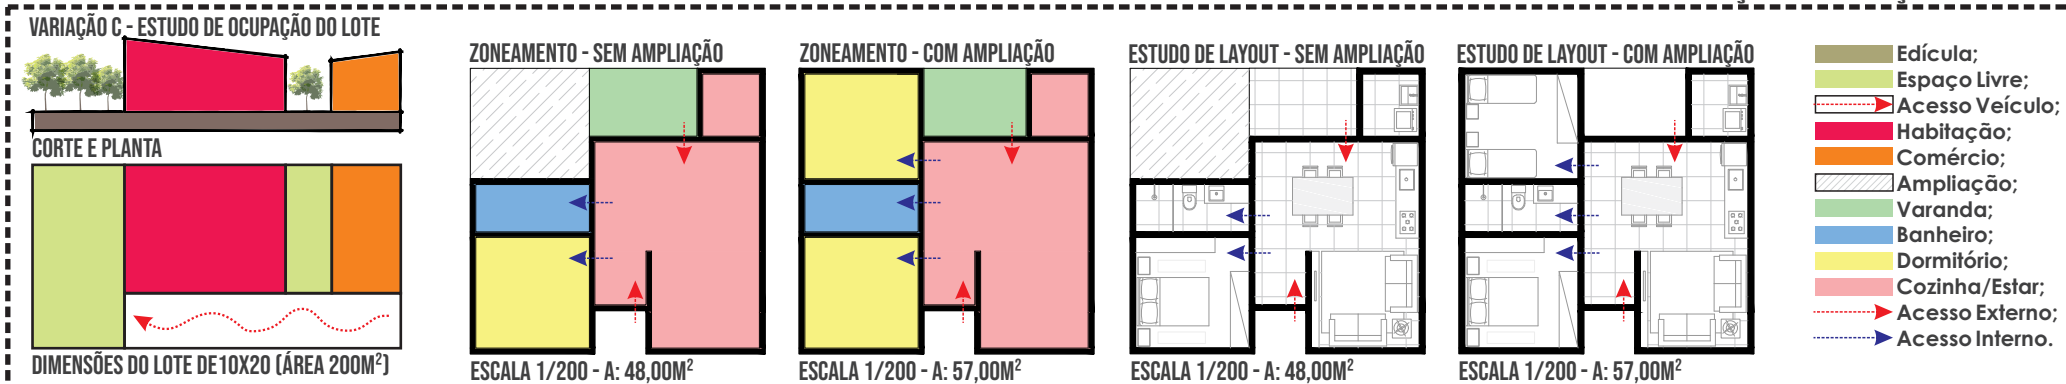 VARIAÇÃO C - ESTUDO DE OCUPAÇÃO DO LOTE
CORTE E PLANTA
DIMENSÕES DO LOTE DE10X20 (ÁREA 200M²)
ZONEAMENTO - SEM AMPLIAÇÃO
ESCALA 1/200 - A: 48,00M²
ZONEAMENTO - COM AMPLIAÇÃO
ESCALA 1/200 - A: 57,00M²
ESTUDO DE LAYOUT - SEM AMPLIAÇÃO
ESCALA 1/200 - A: 48,00M²
ESTUDO DE LAYOUT - COM AMPLIAÇÃO
ESCALA 1/200 - A: 57,00M²
Edícula;
Espaço Livre;
Acesso Veículo;
Habitação;
Comércio;
Ampliação;
Varanda;
Banheiro;
Dormitório;
Cozinha/Estar;
Acesso Externo;
Acesso Interno.